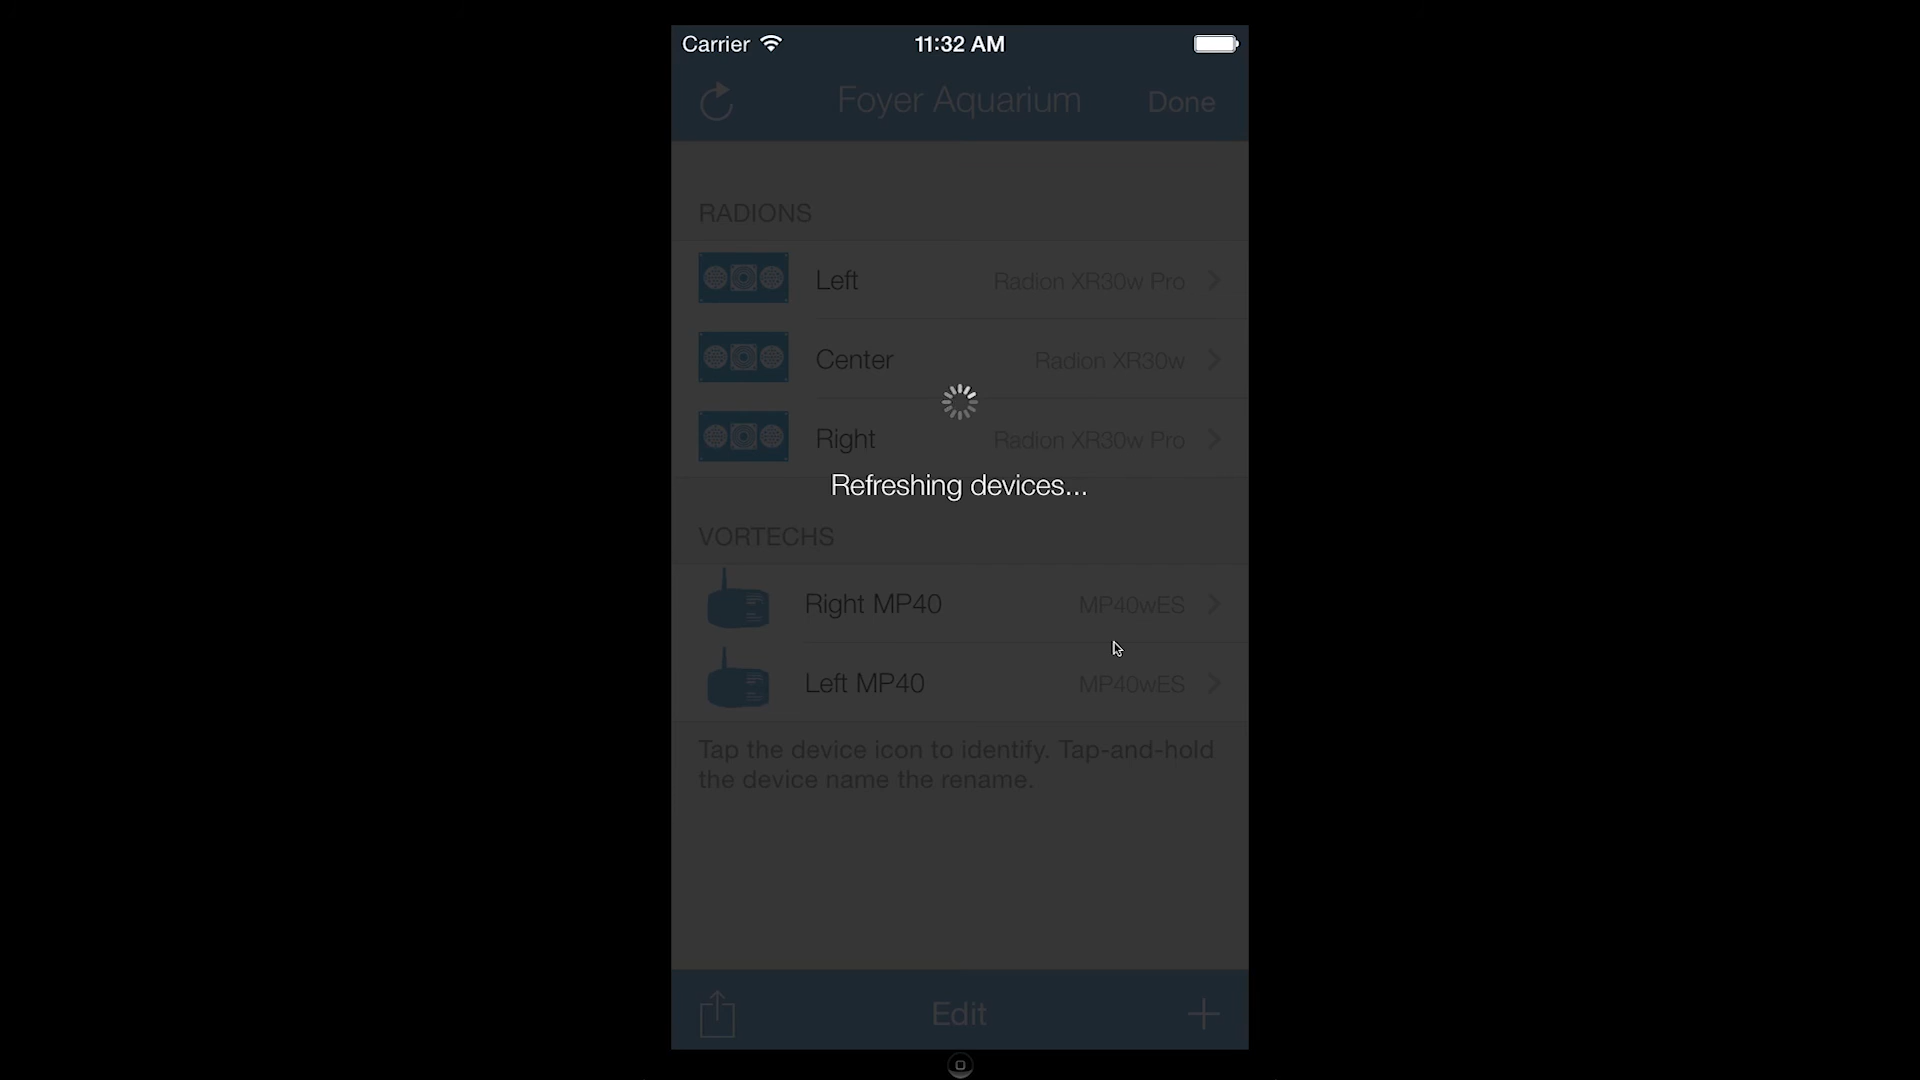 Carrier 11:32 AM
Foyer Aquarium Done
RADIONS
Left Radion XR30w Pro
Center Radion XR30w
Right Radion XR30w Pro
Refreshing devices...
VORTECHS
Right MP40 MP40wES
Left MP40 MP40wES
Tap the device icon to identify. Tap-and-hold
the device name the rename.
Edit